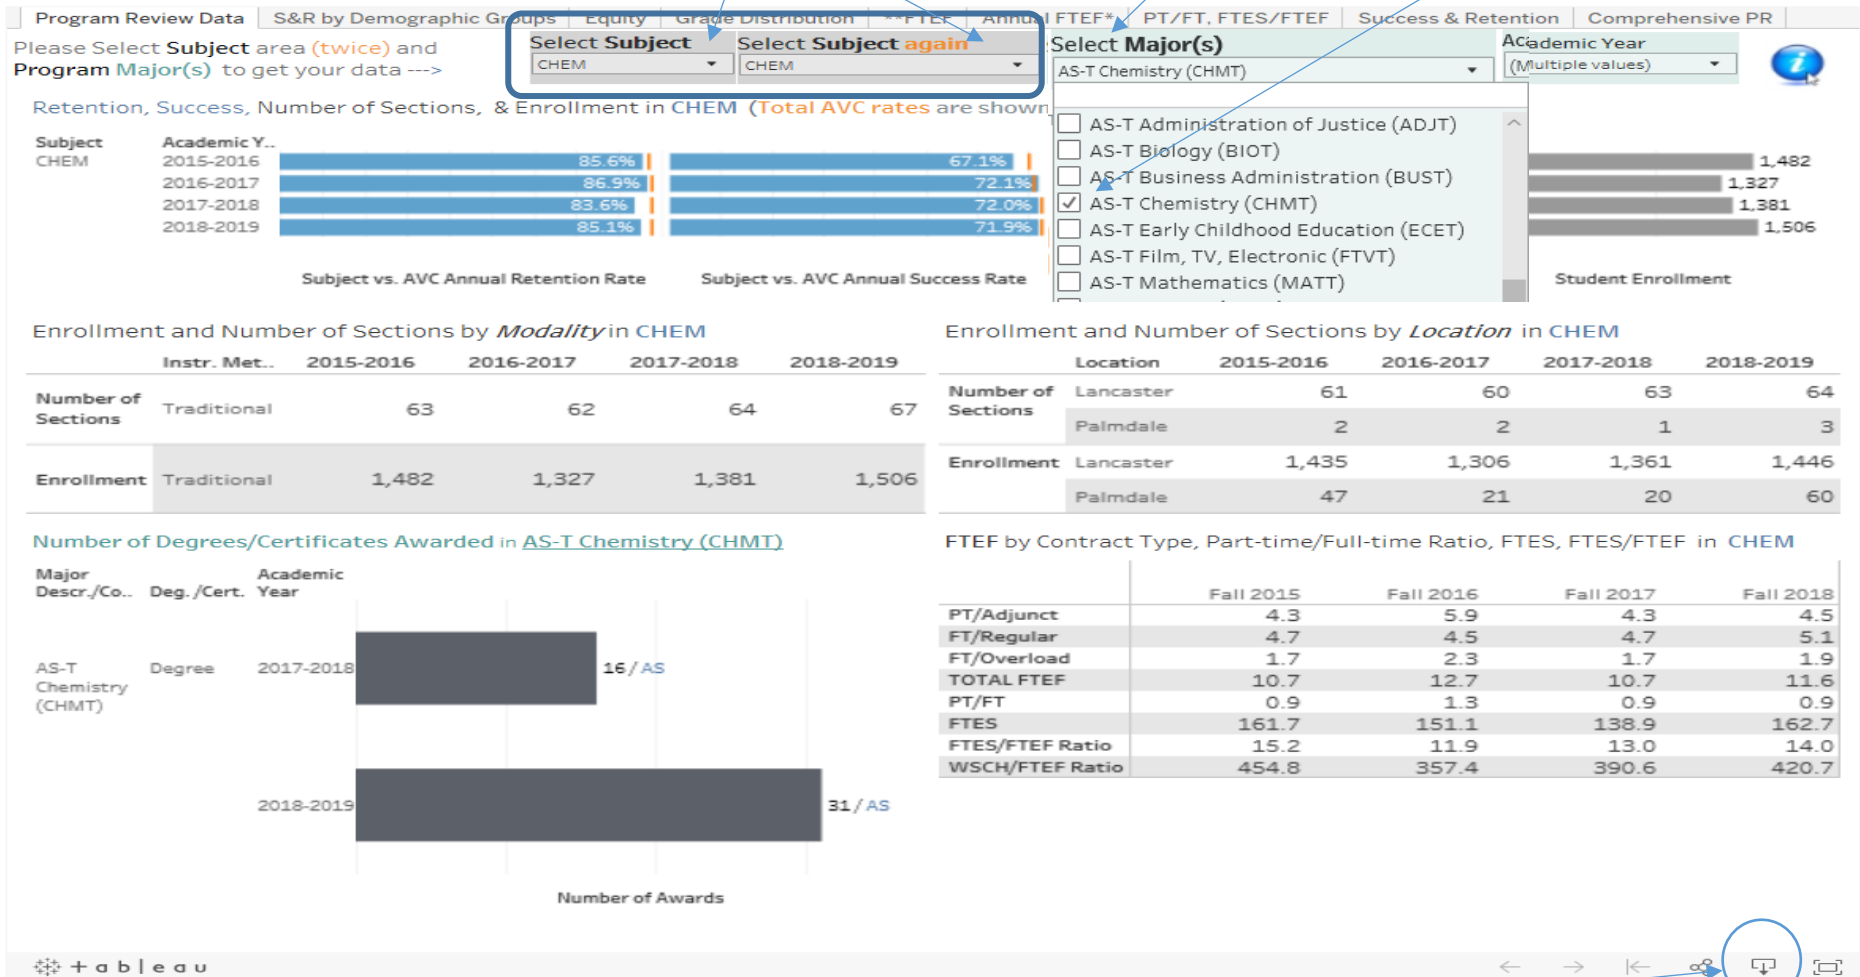 Program Review Data S&R by Demographic Groups Equity Grade Distribution **FTEF Annual FTEF* PT/FT, FTES/FTEF Success & Retention Comprehensive PR
Please Select Subject area (twice) and
Program Major(s) to get your data --->
Select Subject Select Subject again Select Major(s) Academic Year
CHEM CHEM AS-T Chemistry (CHMT) (Multiple values)
Retention, Success, Number of Sections, & Enrollment in CHEM (Total AVC rates are shown
AS-T Administration of Justice (ADJT)
AS-T Biology (BIOT)
AS-T Business Administration (BUST)
AS-T Chemistry (CHMT)
AS-T Early Childhood Education (ECET)
AS-T Film, TV, Electronic (FTVT)
AS-T Mathematics (MATT)
Subject Academic Y..
CHEM 2015-2016 85.6% 67.1% 1,482
2016-2017 86.9% 72.1% 1,327
2017-2018 83.6% 72.0% 1,381
2018-2019 85.1% 71.9% 1,506
Subject vs. AVC Annual Retention Rate Subject vs. AVC Annual Success Rate Student Enrollment
Enrollment and Number of Sections by Modality in CHEM
Instr. Met.. 2015-2016 2016-2017 2017-2018 2018-2019
Number of
Sections
Traditional 63 62 64 67
Enrollment Traditional 1,482 1,327 1,381 1,506
Enrollment and Number of Sections by Location in CHEM
Location 2015-2016 2016-2017 2017-2018 2018-2019
Number of
Sections
Lancaster 61 60 63 64
Palmdale 2 2 1 3
Enrollment Lancaster 1,435 1,306 1,361 1,446
Palmdale 47 21 20 60
Number of Degrees/Certificates Awarded in AS-T Chemistry (CHMT)
Major
Descr./Co.. Deg./Cert. Academic
Year
AS-T
Chemistry
(CHMT)
Degree 2017-2018 16/AS
2018-2019 31/AS
Number of Awards
FTEF by Contract Type, Part-time/Full-time Ratio, FTES, FTES/FTEF in CHEM
Fall 2015 Fall 2016 Fall 2017 Fall 2018
PT/Adjunct 4.3 5.9 4.3 4.5
FT/Regular 4.7 4.5 4.7 5.1
FT/Overload 1.7 2.3 1.7 1.9
TOTAL FTEF 10.7 12.7 10.7 11.6
PT/FT 0.9 1.3 0.9 0.9
FTES 161.7 151.1 138.9 162.7
FTES/FTEF Ratio 15.2 11.9 13.0 14.0
WSCH/FTEF Ratio 454.8 357.4 390.6 420.7
+ableau